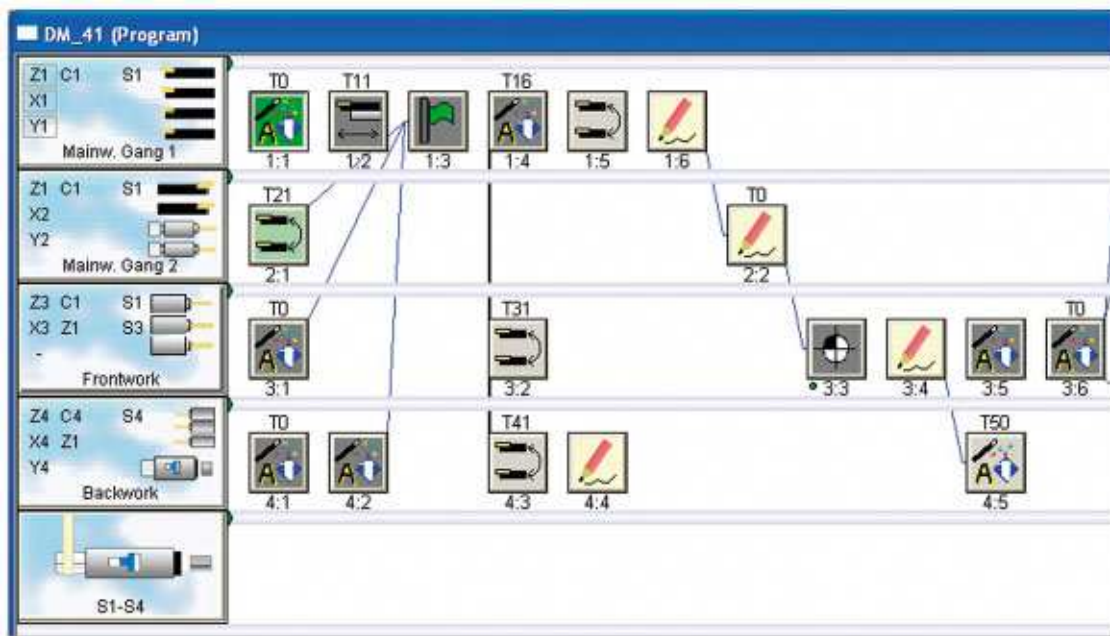 DM_41 (Program)
Z1 C1 S1
X1
Y1
Mainw. Gang 1
T0 T11 T16
1:1 1:2 1:3 1:4 1:5 1:6
Z1 C1 S1
X2
Y2
Mainw. Gang 2
T21 T0
2:1 2:2
Z3 C1 S1
X3 Z1 S3
-
Frontwork
T0 T31 T0
3:1 3:2 3:3 3:4 3:5 3:6
Z4 C4 S4
X4 Z1
Y4
Backwork
T0 T41 T50
4:1 4:2 4:3 4:4 4:5
S1-S4